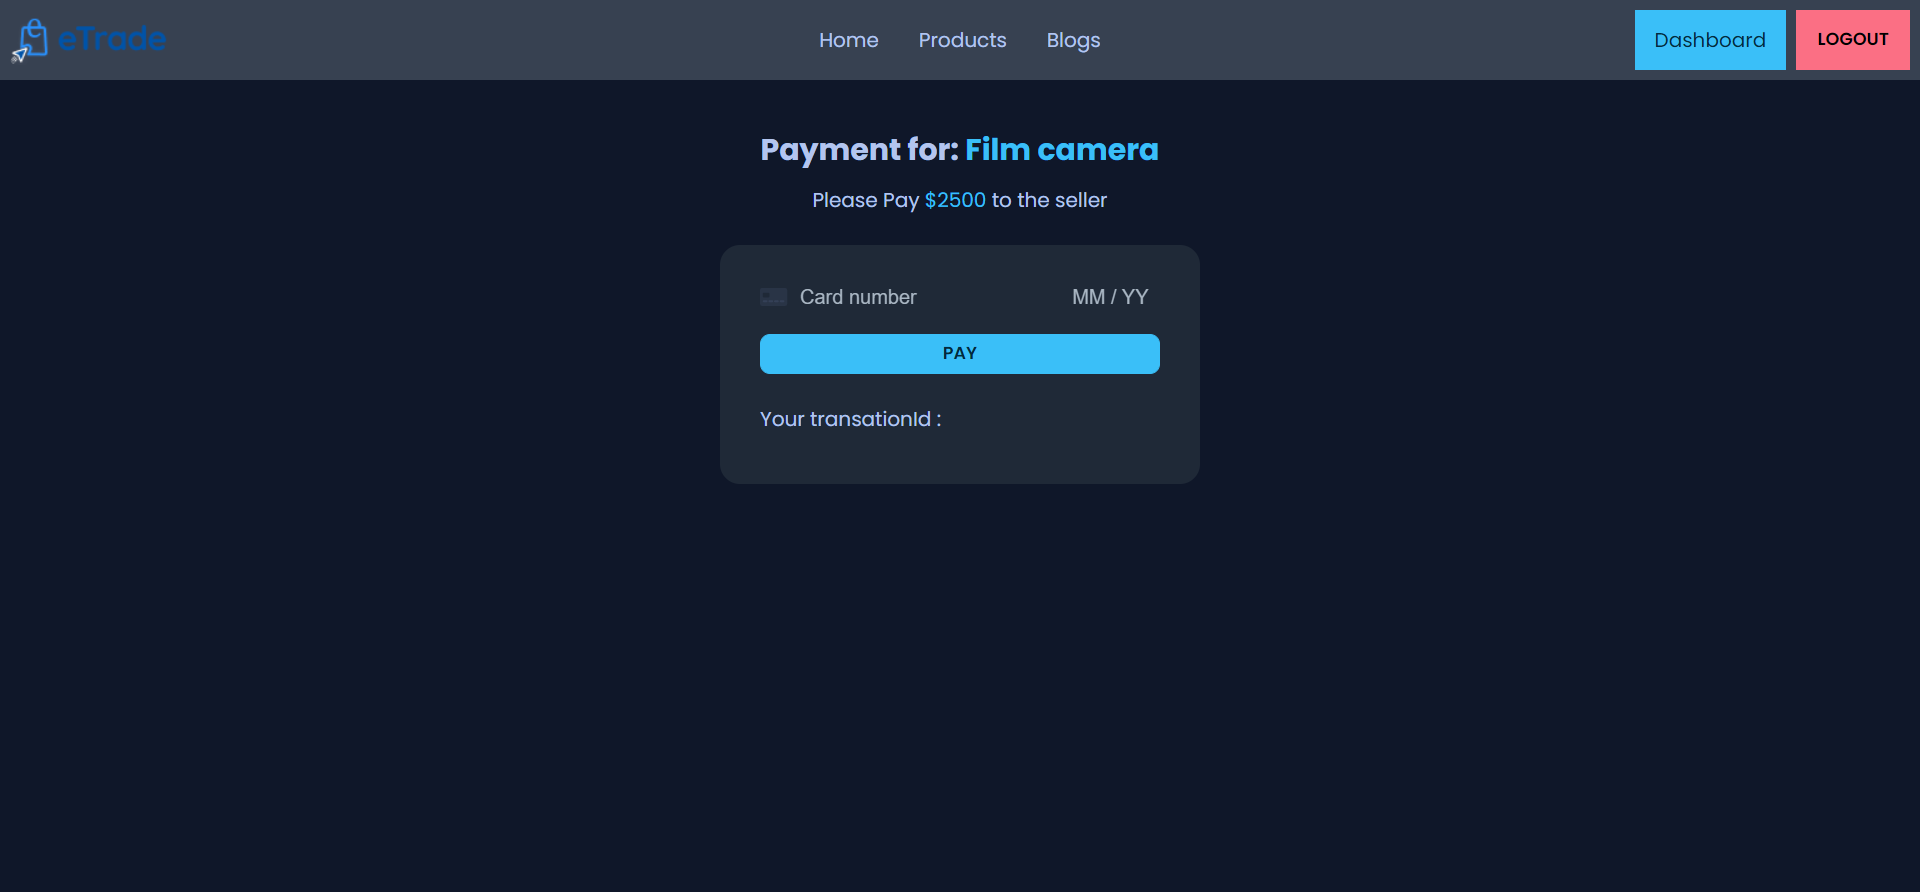 eTrade
Home Products Blogs
Dashboard
LOGOUT
Payment for: Film camera
Please Pay $2500 to the seller
Card number MM / YY
PAY
Your transationId :